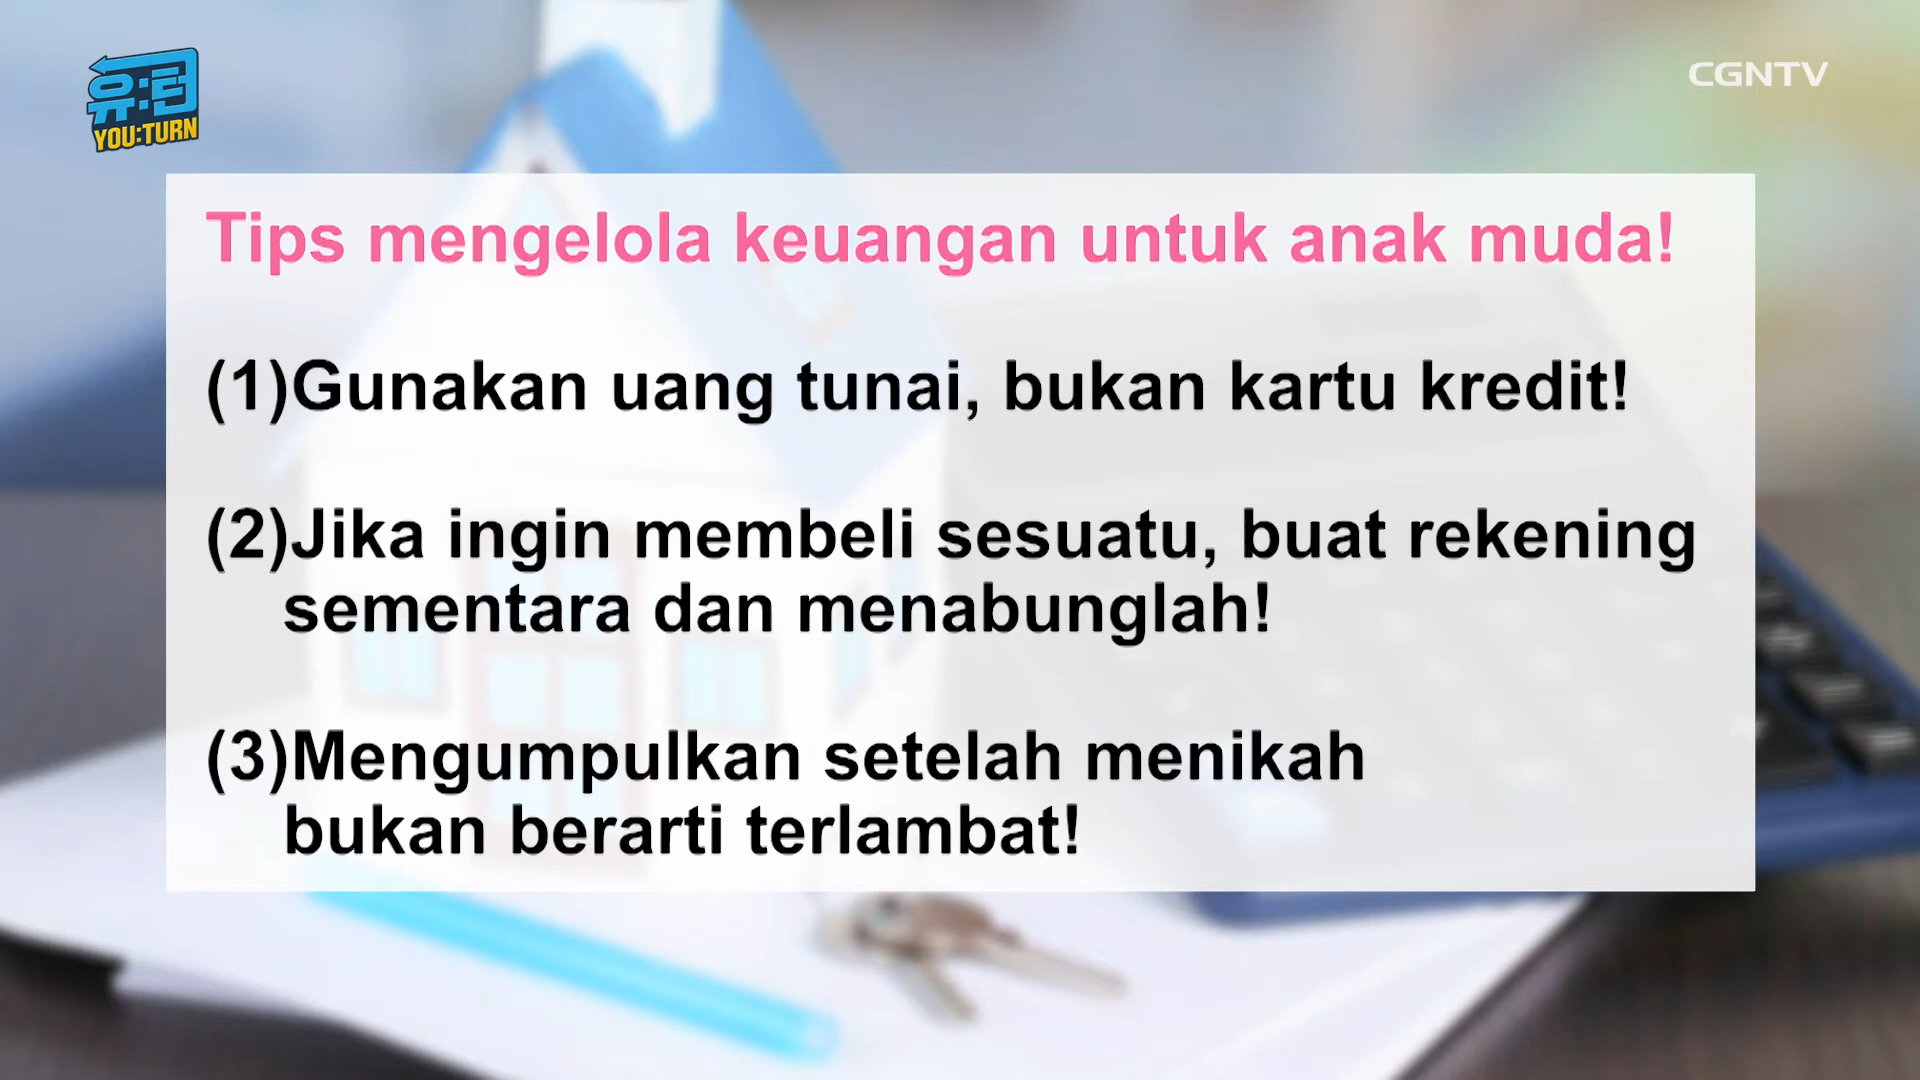 유:턴
YOU:TURN
CGNTV
Tips mengelola keuangan untuk anak muda!
(1)Gunakan uang tunai, bukan kartu kredit!
(2)Jika ingin membeli sesuatu, buat rekening
sementara dan menabunglah!
(3)Mengumpulkan setelah menikah
bukan berarti terlambat!